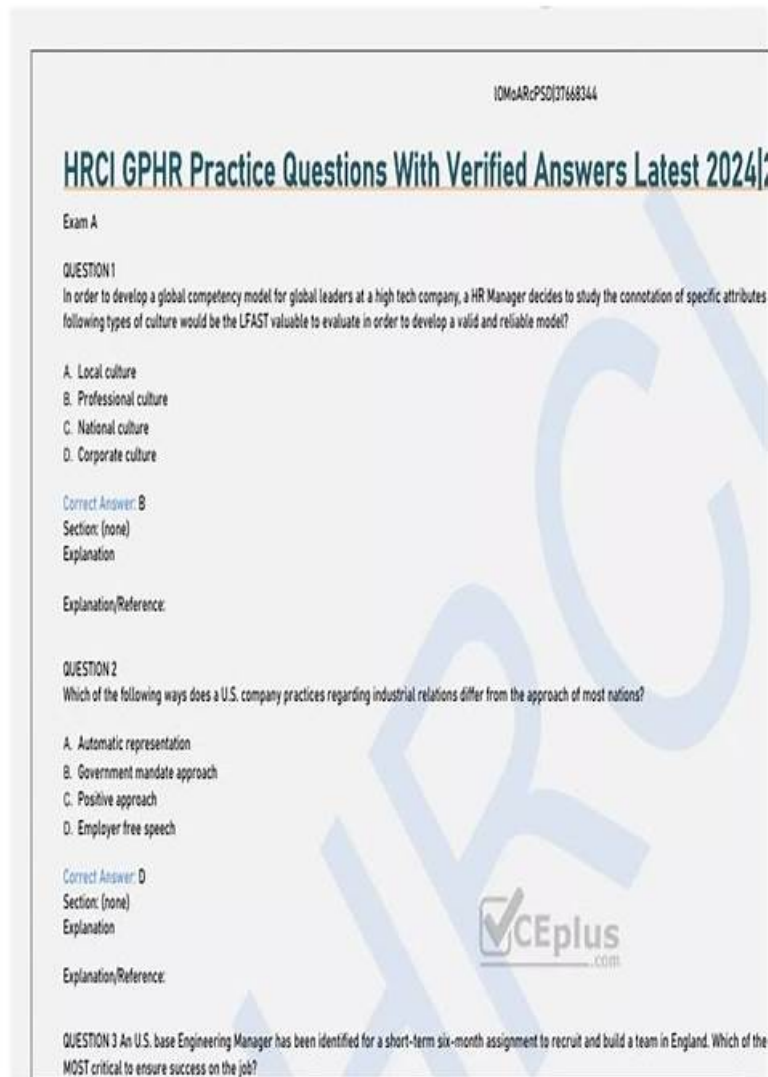 lOMoARcPSD|37668344
HRCI GPHR Practice Questions With Verified Answers Latest 2024|2
Exam A
QUESTION 1
In order to develop a global competency model for global leaders at a high tech company, a HR Manager decides to study the connotation of specific attributes
following types of culture would be the LFAST valuable to evaluate in order to develop a valid and reliable model?
A. Local culture
B. Professional culture
C. National culture
D. Corporate culture
Correct Answer: B
Section: (none)
Explanation
Explanation/Reference:
QUESTION 2
Which of the following ways does a U.S. company practices regarding industrial relations differ from the approach of most nations?
A. Automatic representation
B. Government mandate approach
C. Positive approach
D. Employer free speech
Correct Answer: D
Section: (none)
Explanation
CEplus
.com
Explanation/Reference:
QUESTION 3 An U.S. base Engineering Manager has been identified for a short-term six-month assignment to recruit and build a team in England. Which of the
MOST critical to ensure success on the job?
HRCI